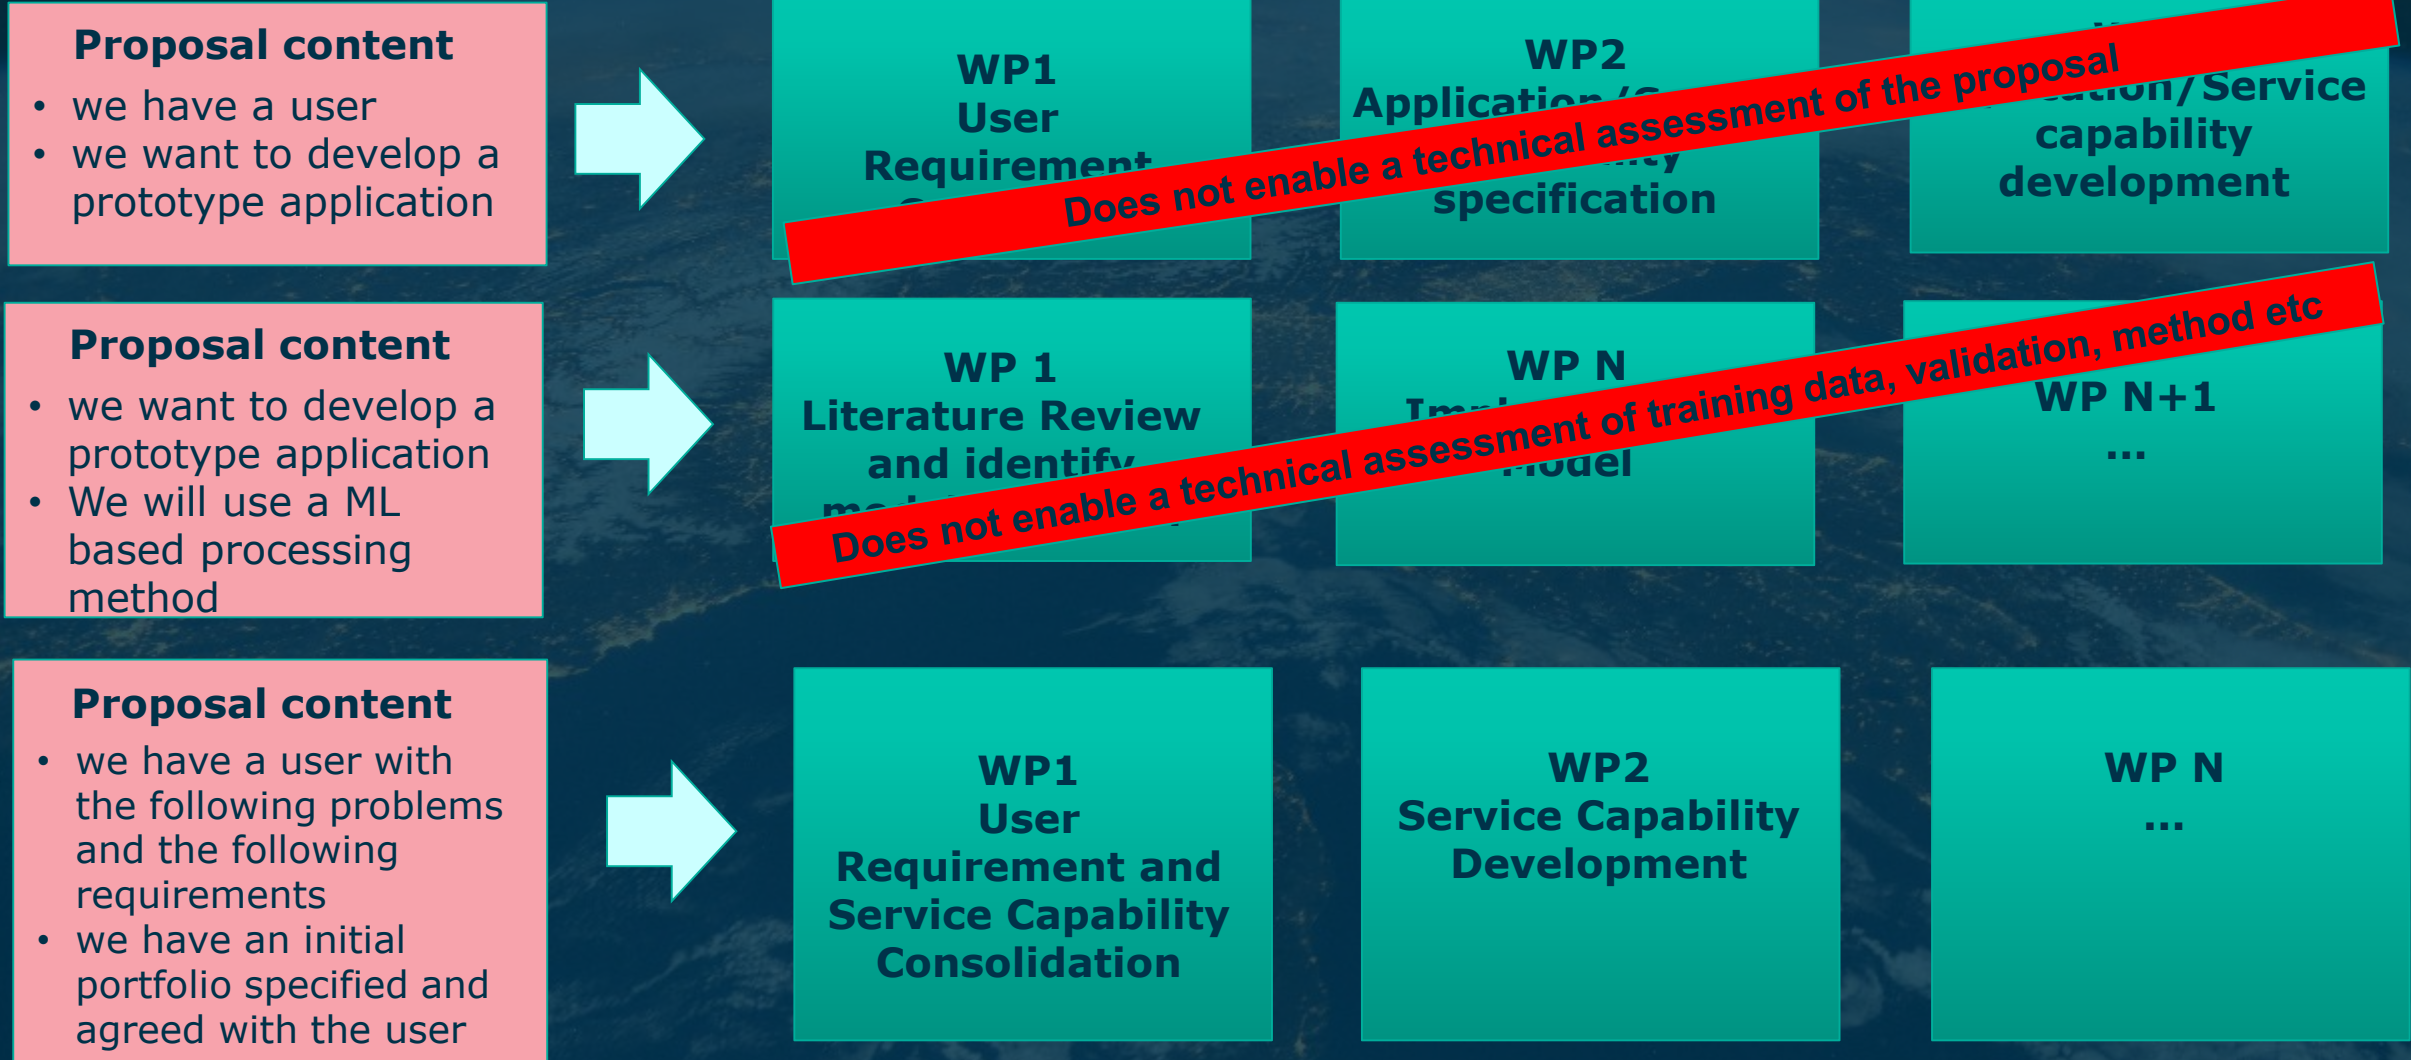 Proposal content
• we have a user
• we want to develop a
prototype application
WP1
User
Requirement
WP2
specification
capability
development
Does not enable a technical assessment of the proposal
Proposal content
• we want to develop a
prototype application
• We will use a ML
based processing
method
WP 1
Literature Review
and identify
WP N
Model
WP N+1
...
Does not enable a technical assessment of training data, validation, method etc
Proposal content
• we have a user with
the following problems
and the following
requirements
• we have an initial
portfolio specified and
agreed with the user
WP1
User
Requirement and
Service Capability
Consolidation
WP2
Service Capability
Development
WP N
...